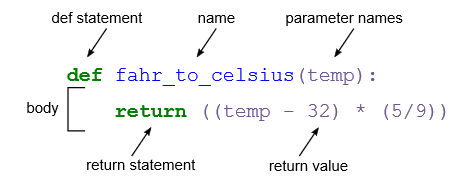 def statement name parameter names
def fahr_to_celsius(temp):
body
return ((temp - 32) * (5/9))
return statement return value